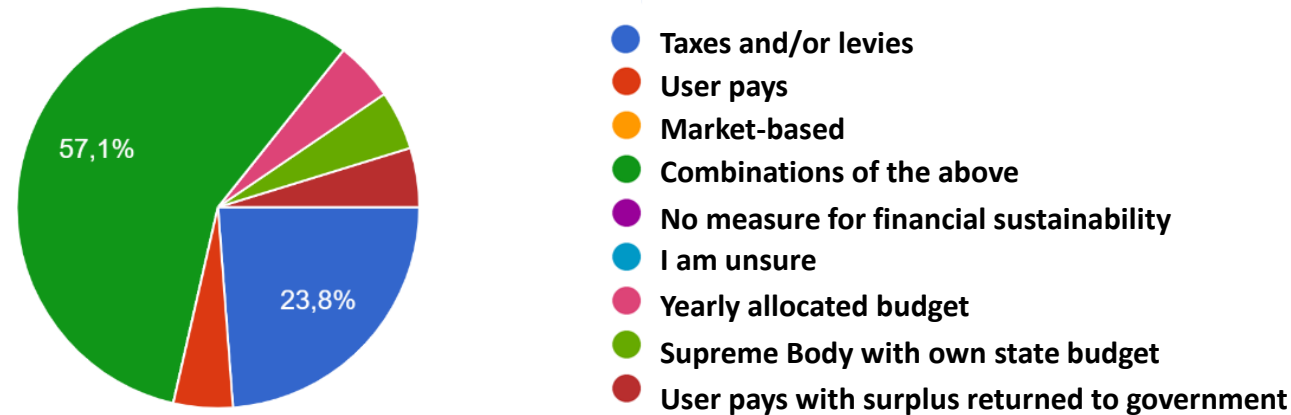 57,1%
23,8%
Taxes and/or levies
User pays
Market-based
Combinations of the above
No measure for financial sustainability
I am unsure
Yearly allocated budget
Supreme Body with own state budget
User pays with surplus returned to government